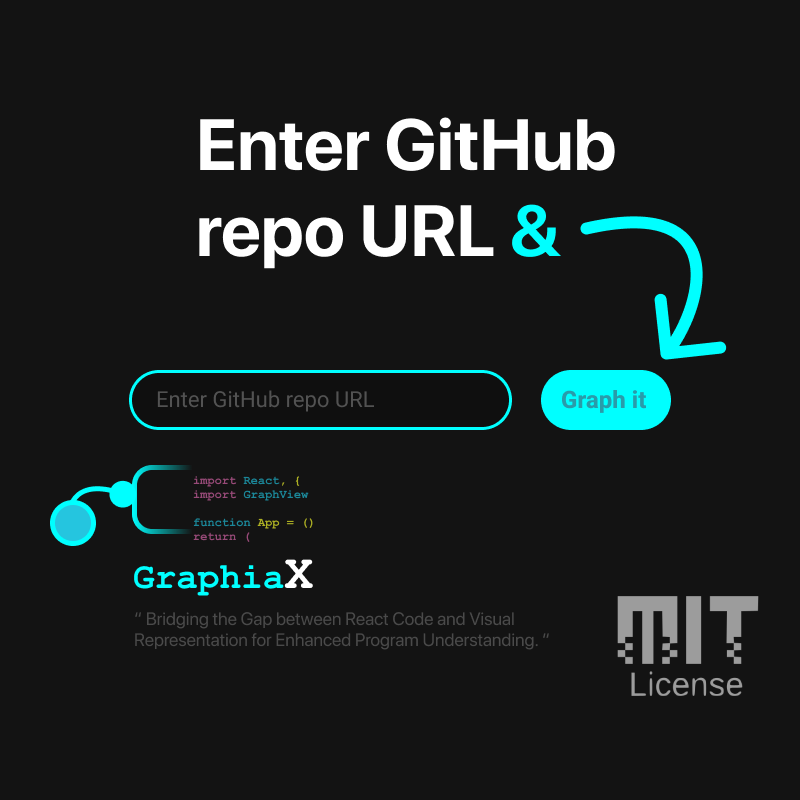 Enter GitHub
repo URL &
Enter GitHub repo URL
Graph it
import React, {
import GraphView
function App = ()
return (
GraphiaX
“ Bridging the Gap between React Code and Visual
Representation for Enhanced Program Understanding. ”
MIT
License